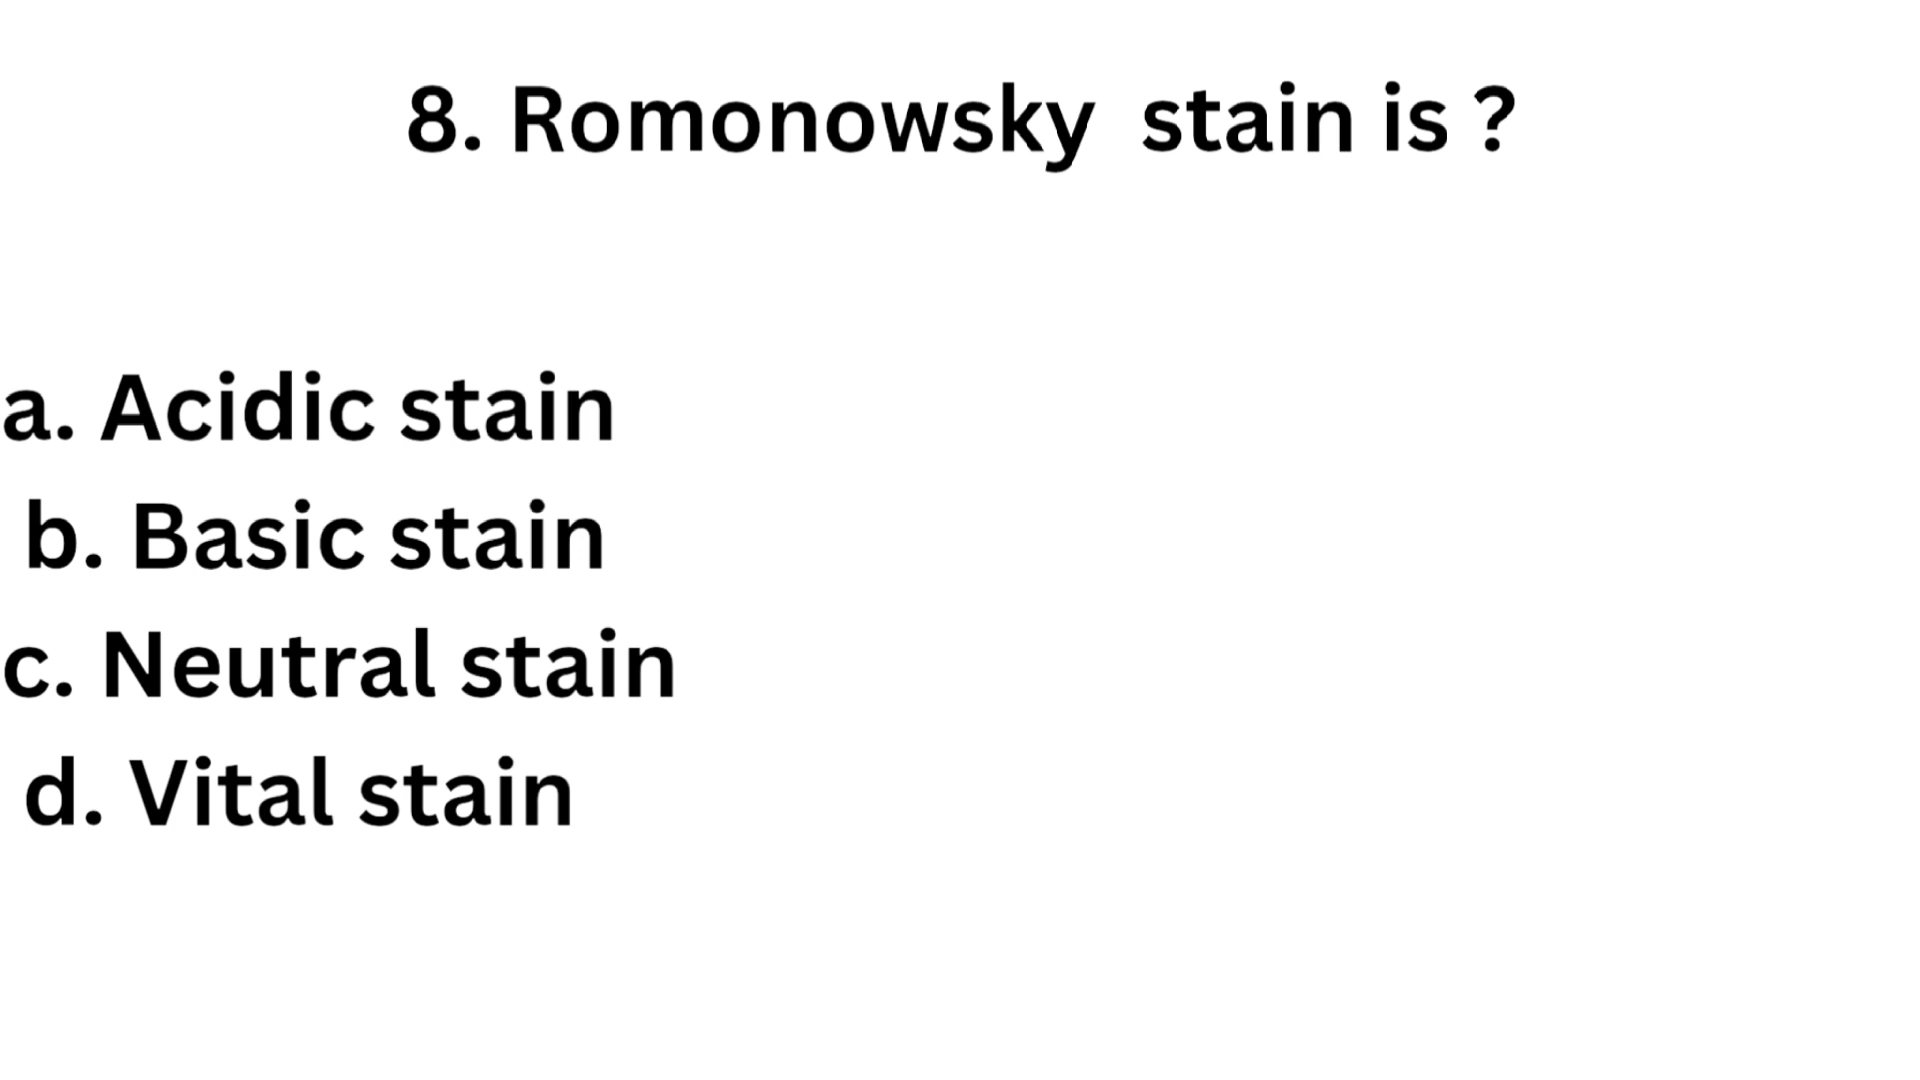 8. Romonowsky  stain is ?
a. Acidic stain
b. Basic stain
c. Neutral stain
d. Vital stain